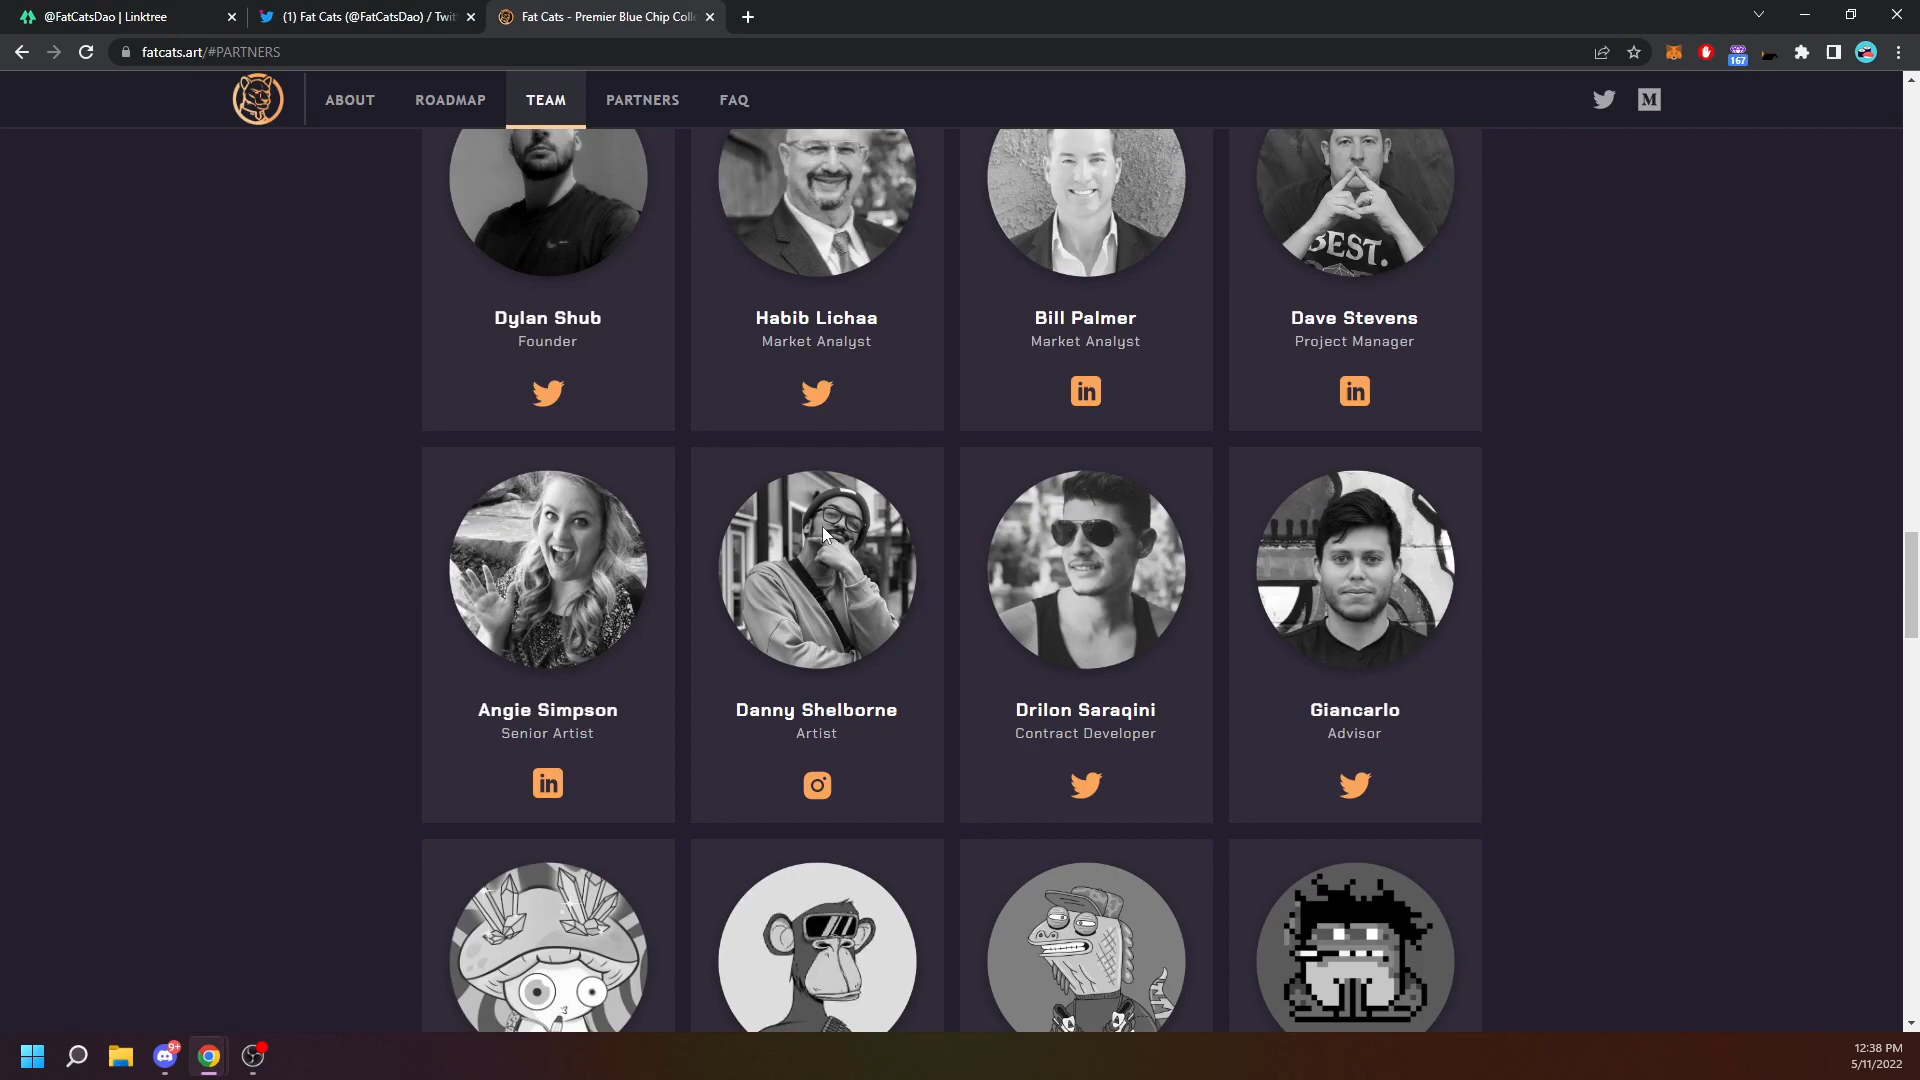 @FatCatsDao | Linktree
(1) Fat Cats (@FatCatsDao) / Twit
Fat Cats - Premier Blue Chip Coll
fatcats.art/#PARTNERS
167
ABOUT
ROADMAP
TEAM
PARTNERS
FAQ
M
BEST.
Dylan Shub
Founder
Habib Lichaa
Market Analyst
Bill Palmer
Market Analyst
Dave Stevens
Project Manager
in
in
Angie Simpson
Senior Artist
Danny Shelborne
Artist
Drilon Saraqini
Contract Developer
Giancarlo
Advisor
in
9+
12:38 PM
5/11/2022